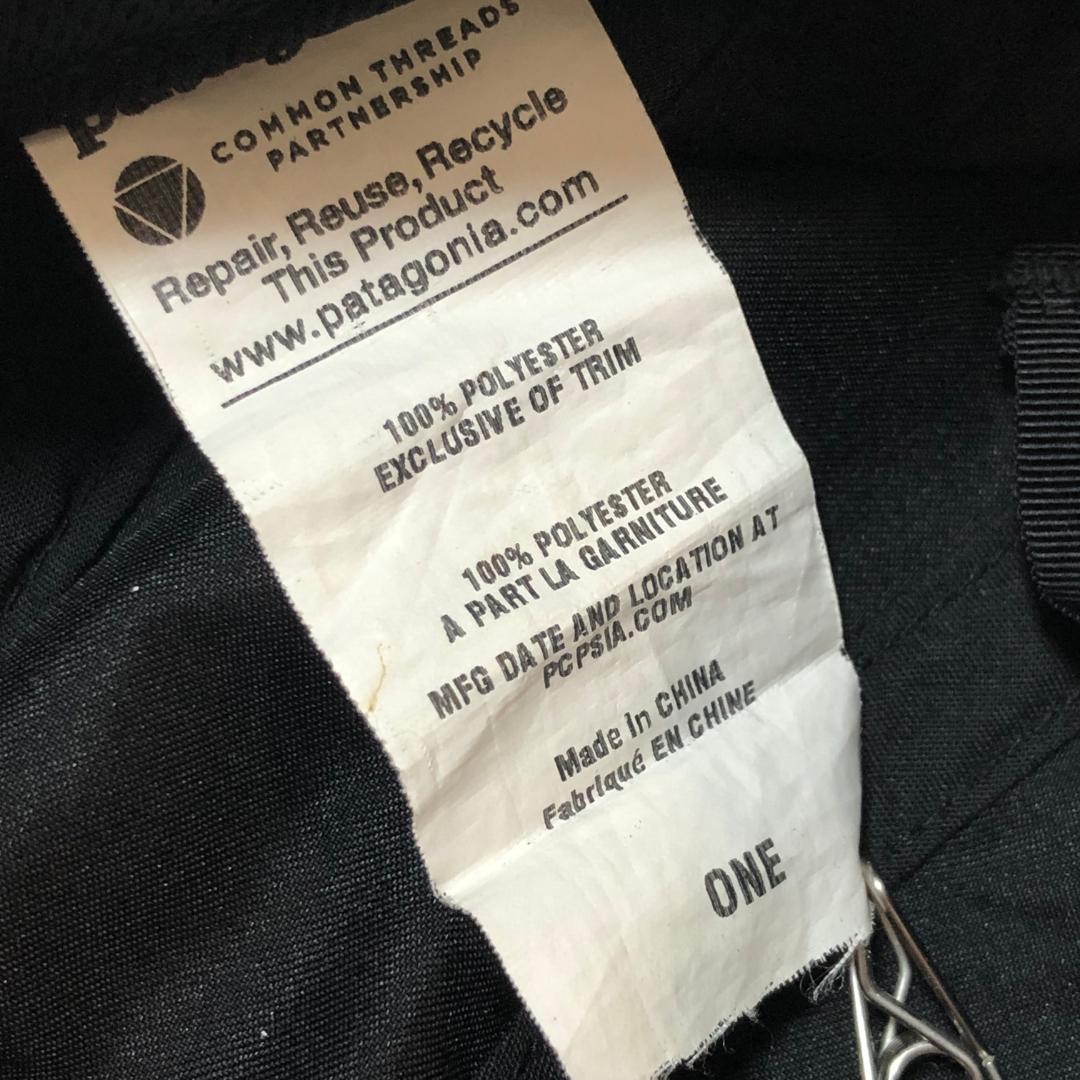 COMMON THREADS
PARTNERSHIP
Repair, Reuse, Recycle
This Product
www.patagonia.com
100% POLYESTER
EXCLUSIVE OF TRIM
100% POLYESTER
A PART LA GARNITURE
MFG DATE AND LOCATION AT
PCPSIA.COM
Made in CHINA
Fabriqué EN CHINE
ONE